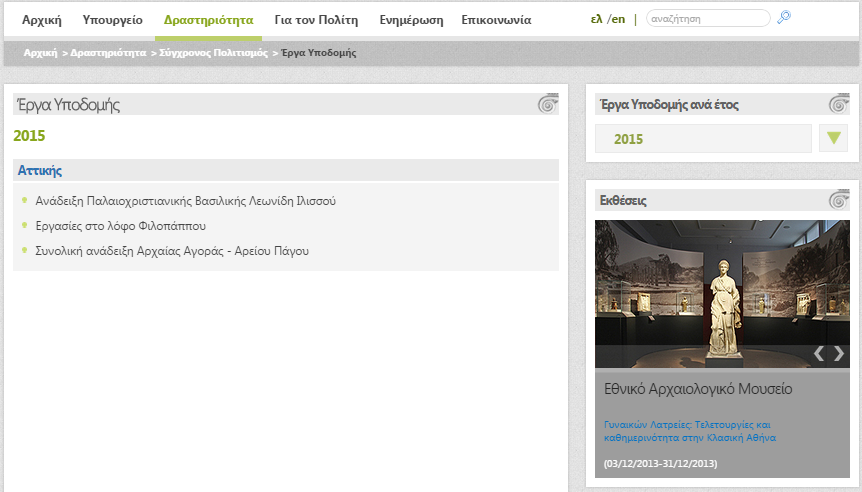 Αρχική Υπουργείο Δραστηριότητα Για τον Πολίτη Ενημέρωση Επικοινωνία ελ /en | αναζήτηση
Αρχική > Δραστηριότητα > Σύγχρονος Πολιτισμός > Έργα Υποδομής
Έργα Υποδομής
2015
Αττικής
Ανάδειξη Παλαιοχριστιανικής Βασιλικής Λεωνίδη Ιλισσού
Εργασίες στο λόφο Φιλοπάππου
Συνολική ανάδειξη Αρχαίας Αγοράς - Αρείου Πάγου
Έργα Υποδομής ανά έτος
2015
Εκθέσεις
Εθνικό Αρχαιολογικό Μουσείο
Γυναικών Λατρείες: Τελετουργίες και
καθημερινότητα στην Κλασική Αθήνα
(03/12/2013-31/12/2013)